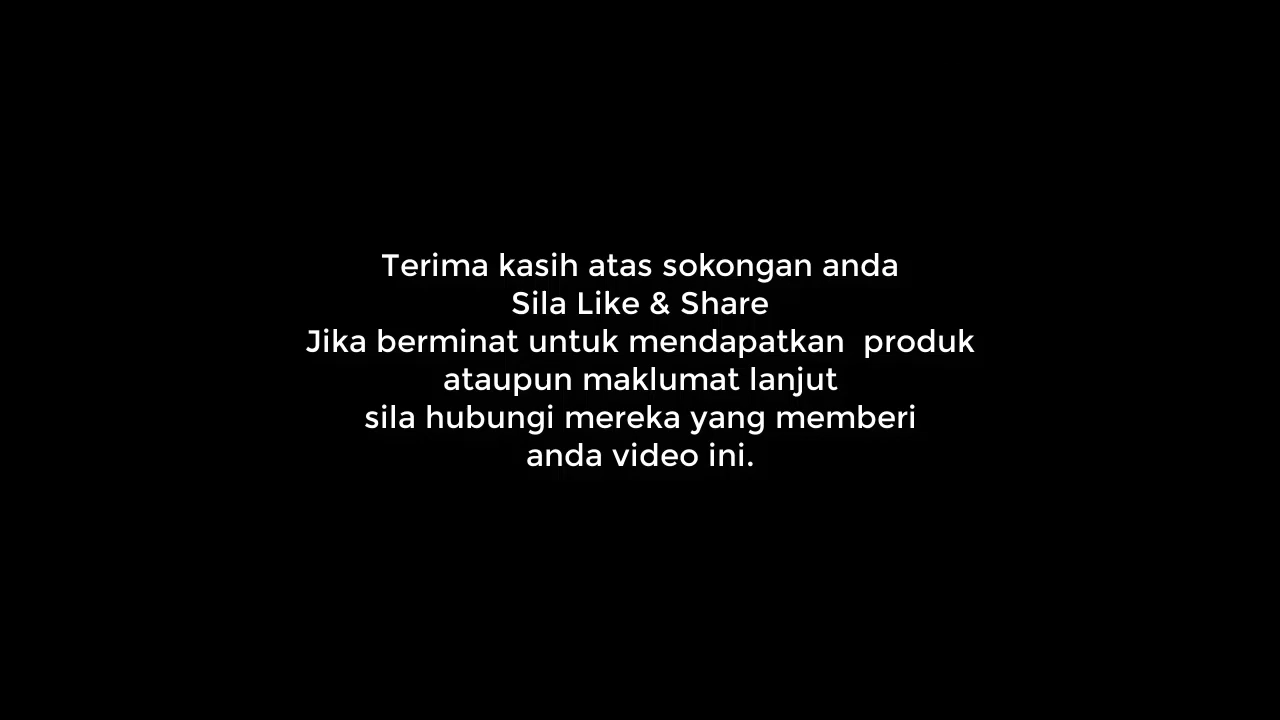 Terima kasih atas sokongan anda
Sila Like & Share
Jika berminat untuk mendapatkan  produk
ataupun maklumat lanjut
sila hubungi mereka yang memberi
anda video ini.